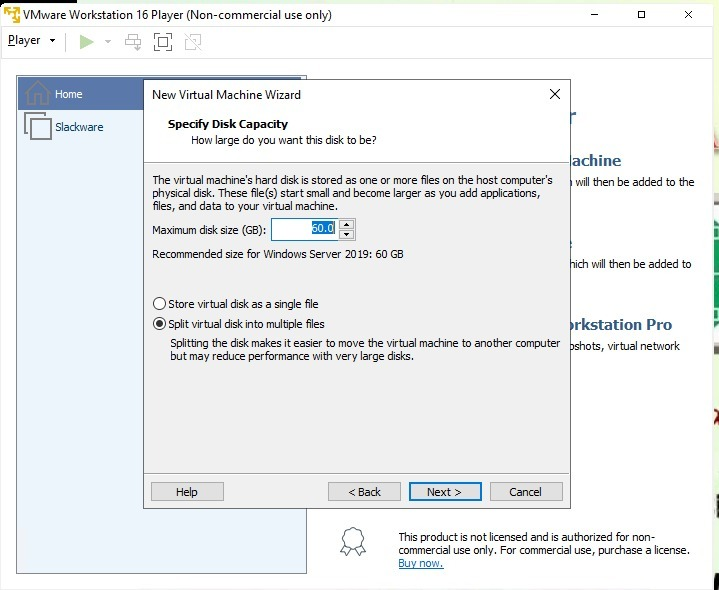 VMware Workstation 16 Player (Non-commercial use only)
Player
Home
Slackware
New Virtual Machine Wizard
Specify Disk Capacity
How large do you want this disk to be?
The virtual machine's hard disk is stored as one or more files on the host computer's
physical disk. These file(s) start small and become larger as you add applications,
files, and data to your virtual machine.
Maximum disk size (GB): 60.0
Recommended size for Windows Server 2019: 60 GB
Store virtual disk as a single file
Split virtual disk into multiple files
Splitting the disk makes it easier to move the virtual machine to another computer
but may reduce performance with very large disks.
Help
< Back
Next >
Cancel
r
achine
will then be added to the
hich will then be added to
rkstation Pro
pshots, virtual network
This product is not licensed and is authorized for non-
commercial use only. For commercial use, purchase a license.
Buy now.